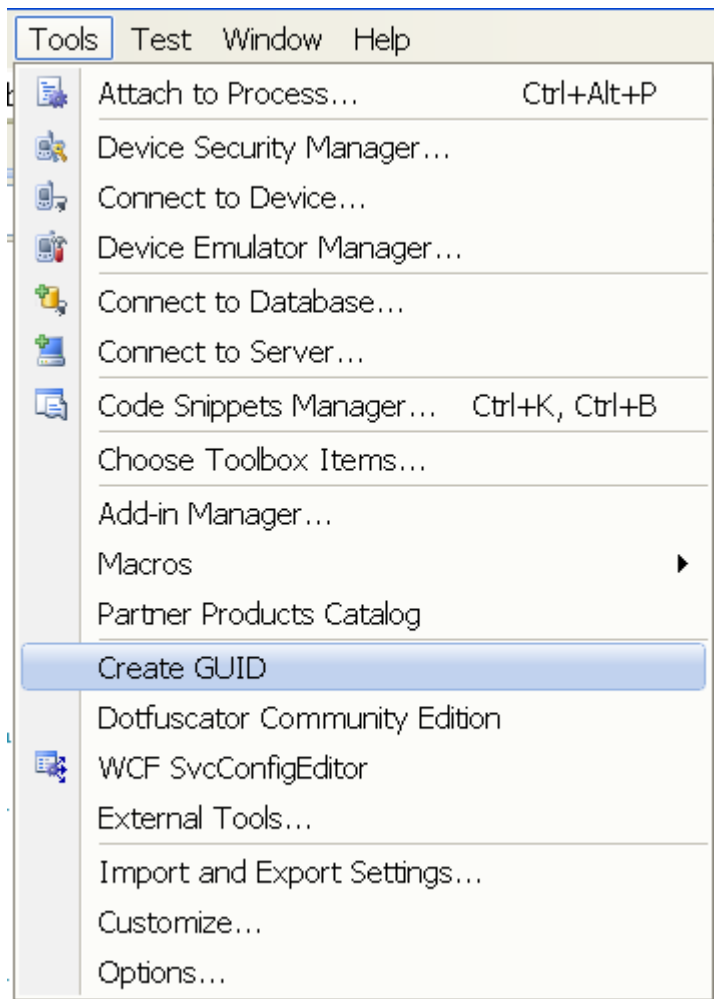 Tools Test Window Help
Attach to Process... Ctrl+Alt+P
Device Security Manager...
Connect to Device...
Device Emulator Manager...
Connect to Database...
Connect to Server...
Code Snippets Manager... Ctrl+K, Ctrl+B
Choose Toolbox Items...
Add-in Manager...
Macros
Partner Products Catalog
Create GUID
Dotfuscator Community Edition
WCF SvcConfigEditor
External Tools...
Import and Export Settings...
Customize...
Options...